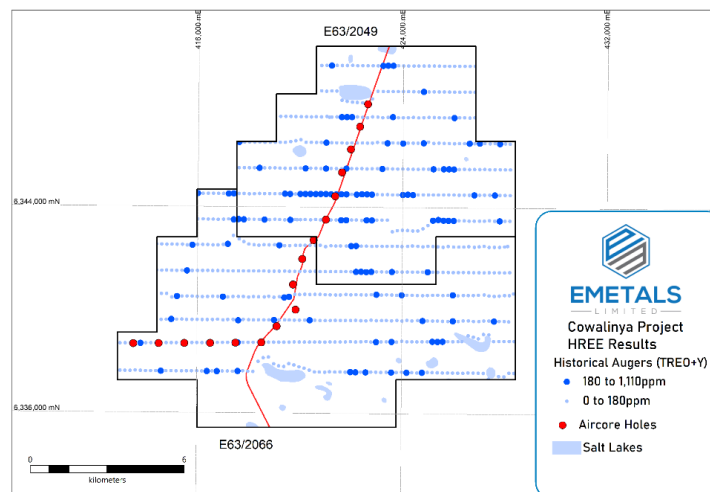 E63/2049
416,000 mE
424,000 mE
432,000 mE
6,344,000 mN
6,336,000 mN
E63/2066
0
6
kilometers
EMETALS
LIMITED
Cowalinya Project
HREE Results
Historical Augers (TREO+Y)
180 to 1,110ppm
0 to 180ppm
Aircore Holes
Salt Lakes